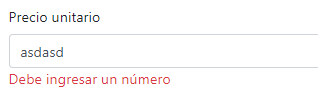 Precio unitario
asdasd
Debe ingresar un número